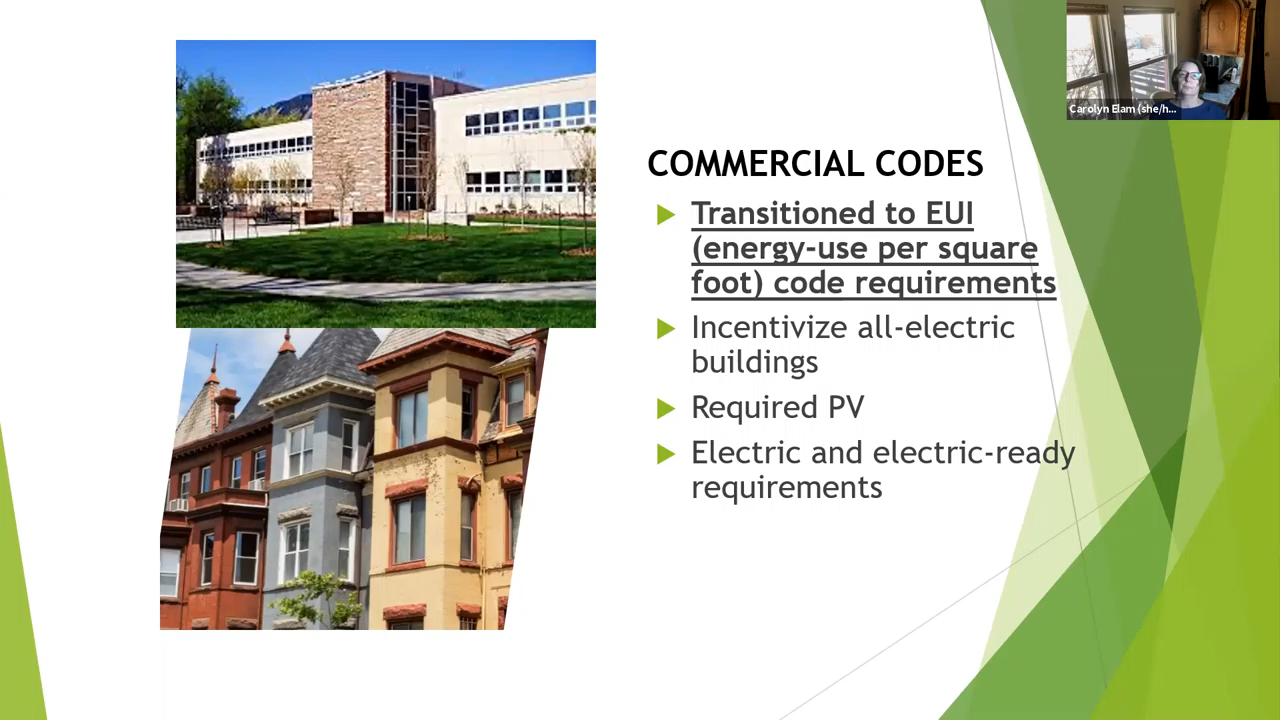 Carolyn Elam (she/h...
COMMERCIAL CODES
Transitioned to EUI
(energy-use per square
foot) code requirements
Incentivize all-electric
buildings
Required PV
Electric and electric-ready
requirements